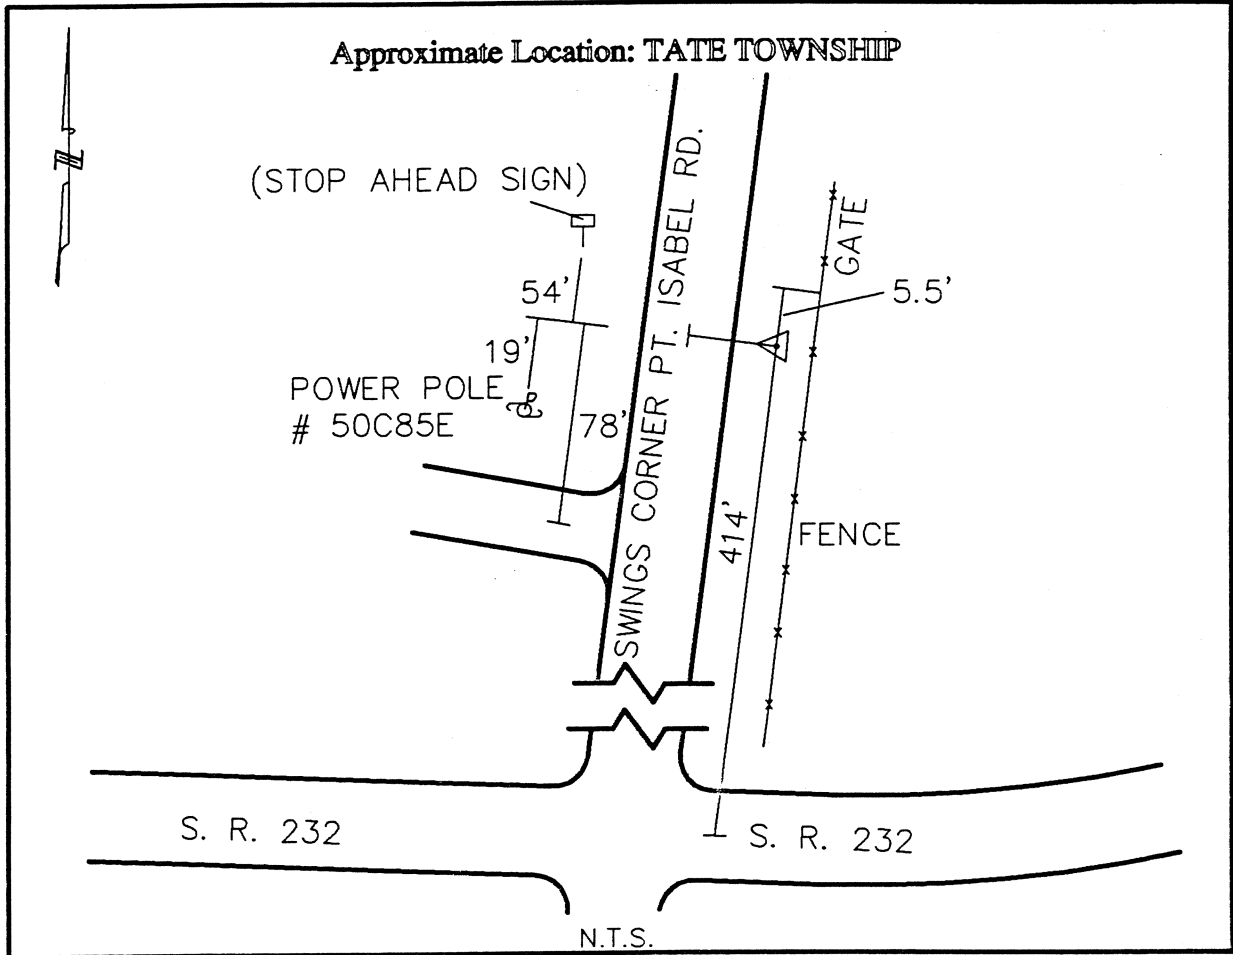 Approximate Location: TATE TOWNSHIP
N
(STOP AHEAD SIGN)
SWINGS CORNER PT. ISABEL RD.
GATE
54'
5.5'
19'
POWER POLE
# 50C85E
78'
414'
FENCE
S. R. 232
S. R. 232
N.T.S.